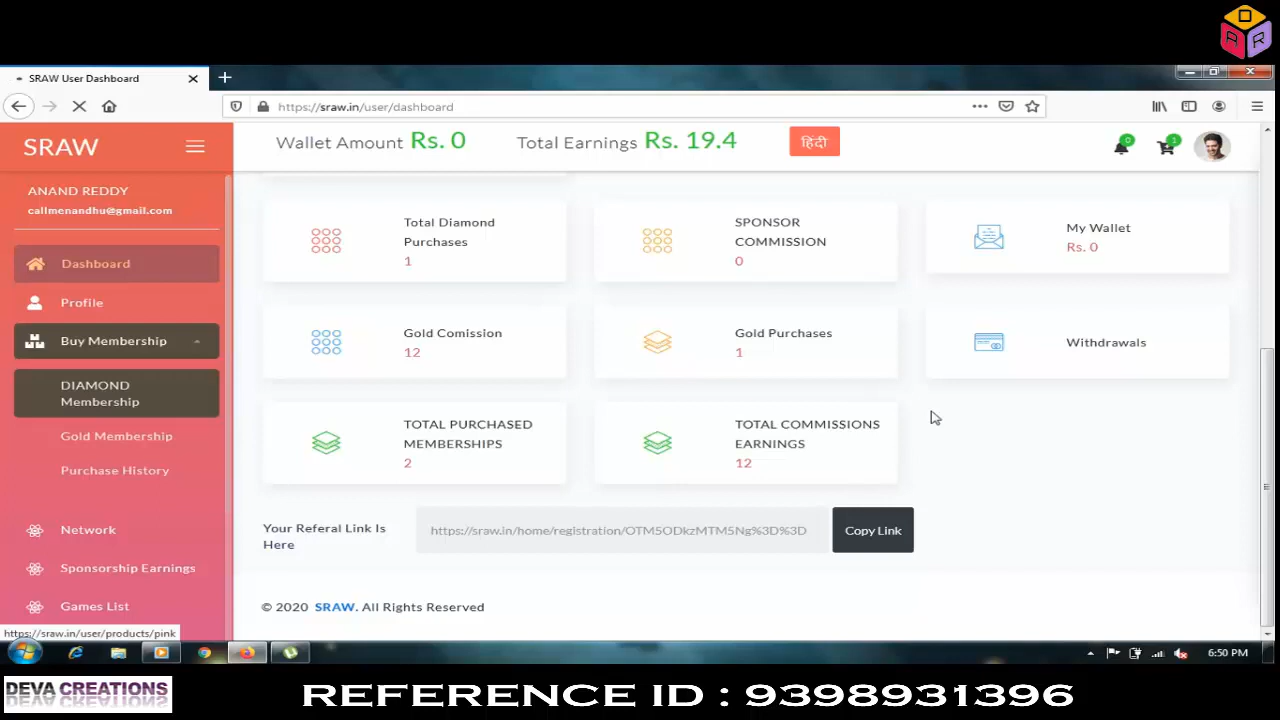 D
A R
SRAW User Dashboard
https://sraw.in/user/dashboard
SRAW
Wallet Amount Rs. 0 Total Earnings Rs. 19.4 हिंदी
0 1
ANAND REDDY
callmenandhu@gmail.com
Dashboard
Profile
Buy Membership
DIAMOND
Membership
Gold Membership
Purchase History
Network
Sponsorship Earnings
Games List
Total Diamond
Purchases
1
SPONSOR
COMMISSION
0
My Wallet
Rs. 0
Gold Comission
12
Gold Purchases
1
Withdrawals
TOTAL PURCHASED
MEMBERSHIPS
2
TOTAL COMMISSIONS
EARNINGS
12
Your Referal Link Is
Here
https://sraw.in/home/registration/OTM5ODkzMTM5Ng%3D%3D
Copy Link
© 2020 SRAW. All Rights Reserved
https://sraw.in/user/products/pink
6:50 PM
DEVA CREATIONS
REFERENCE ID : 9398931396